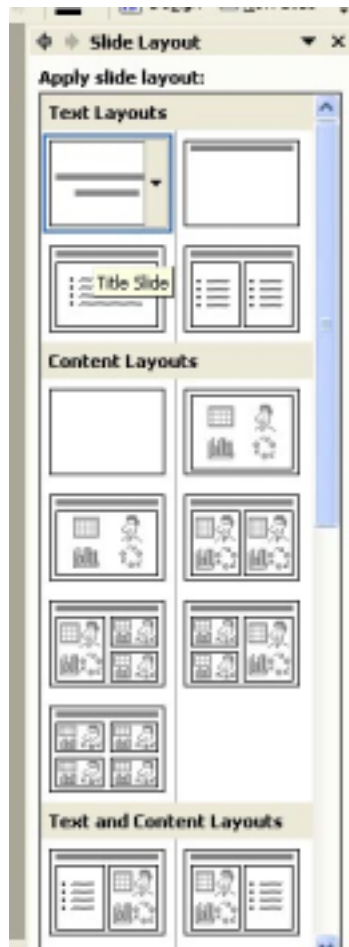 Slide Layout
Apply slide layout:
Text Layouts
Title Slide
Content Layouts
Text and Content Layouts